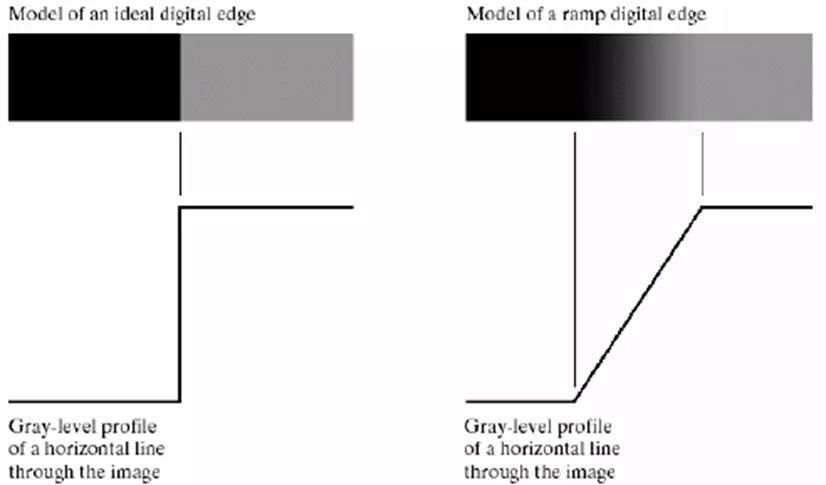 Model of an ideal digital edge
Model of a ramp digital edge
Gray-level profile
of a horizontal line
through the image
Gray-level profile
of a horizontal line
through the image